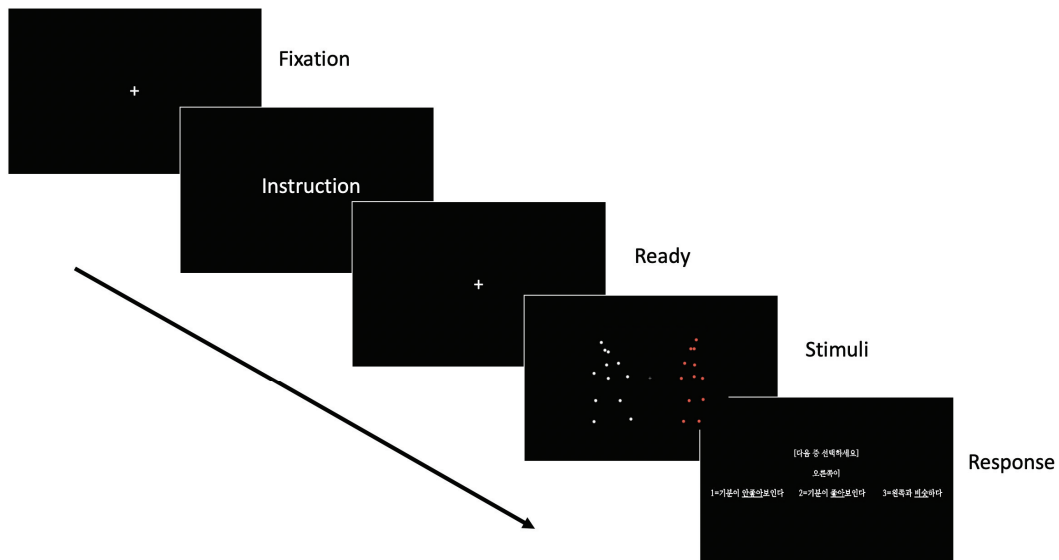 Fixation
Instruction
Ready
Stimuli
Response
[다음 중 선택하세요]
오른쪽이
1=기분이 안좋아보인다 2=기분이 좋아보인다 3=왼쪽과 비슷하다